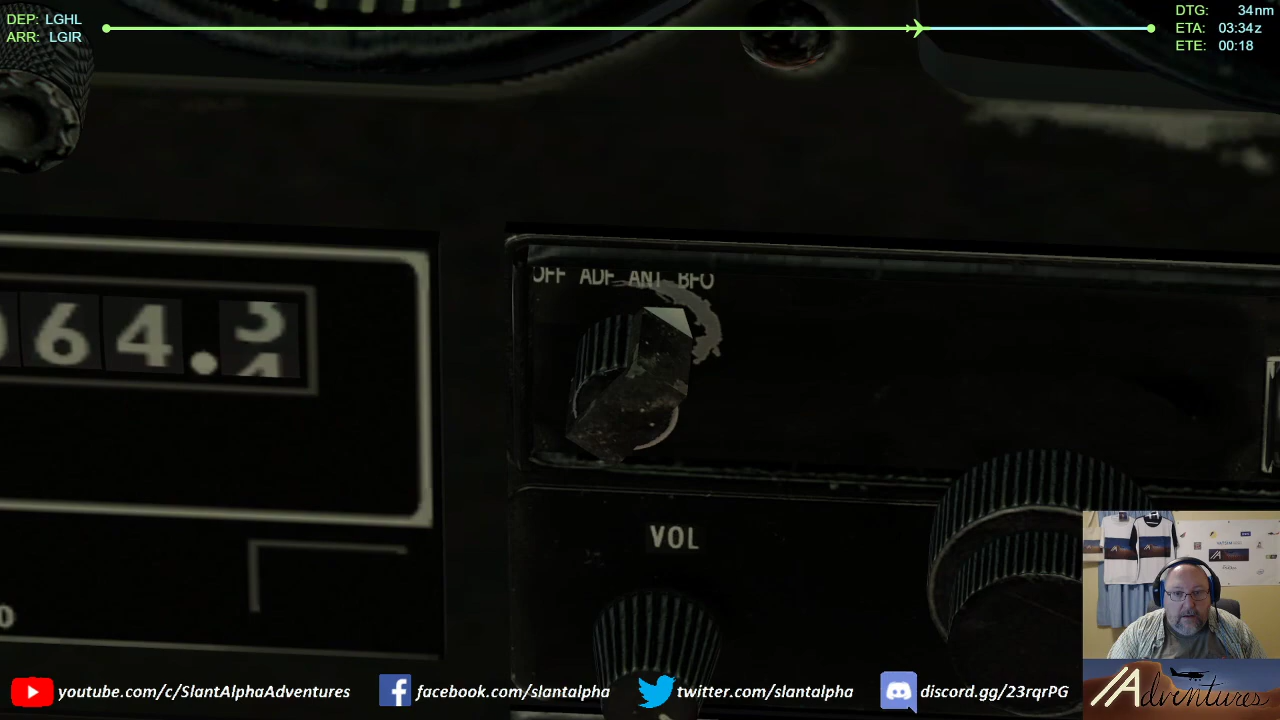 DEP: LGHL
ARR: LGIR
DTG: 34nm
ETA: 03:34z
ETE: 00:18
64.
OFF ADF ANT BFO
VOL
youtube.com/c/SlantAlphaAdventures
facebook.com/slantalpha
twitter.com/slantalpha
discord.gg/23rqrPG
Adventures